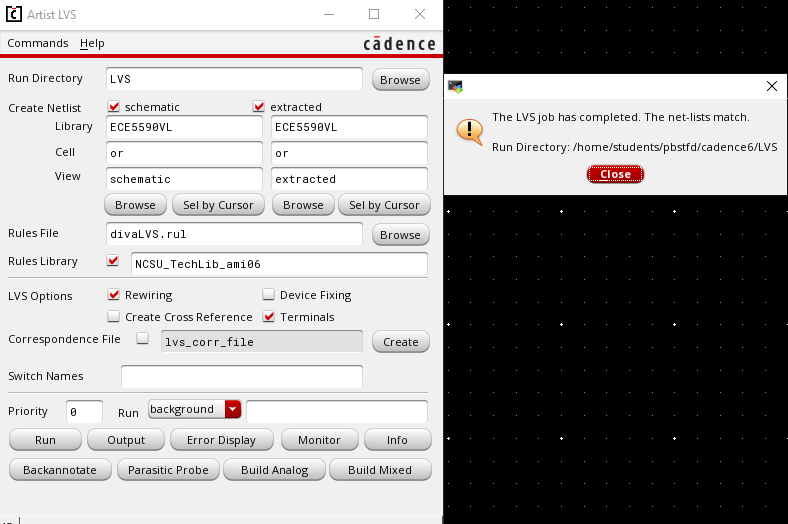 Artist LVS
Commands Help
cādence
Run Directory LVS Browse
Create Netlist schematic extracted
Library ECE5590VL ECE5590VL
Cell or or
View schematic extracted
Browse Sel by Cursor Browse Sel by Cursor
Rules File divaLVS.rul Browse
Rules Library NCSU_TechLib_ami06
LVS Options Rewiring Device Fixing
Create Cross Reference Terminals
Correspondence File lvs_corr_file Create
Switch Names
Priority 0 Run background
Run Output Error Display Monitor Info
Backannotate Parasitic Probe Build Analog Build Mixed
The LVS job has completed. The net-lists match.
Run Directory: /home/students/pbstfd/cadence6/LVS
Close